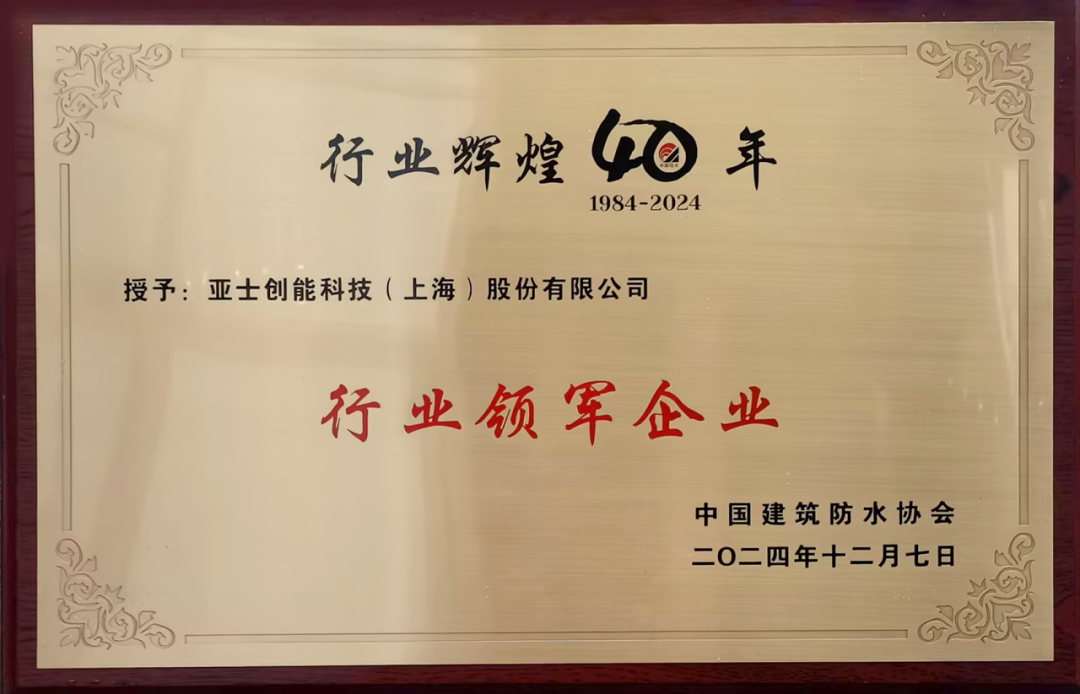 行业辉煌40年
1984-2024
授予：亚士创能科技（上海）股份有限公司
行业领军企业
中国建筑防水协会
二〇二四年十二月七日